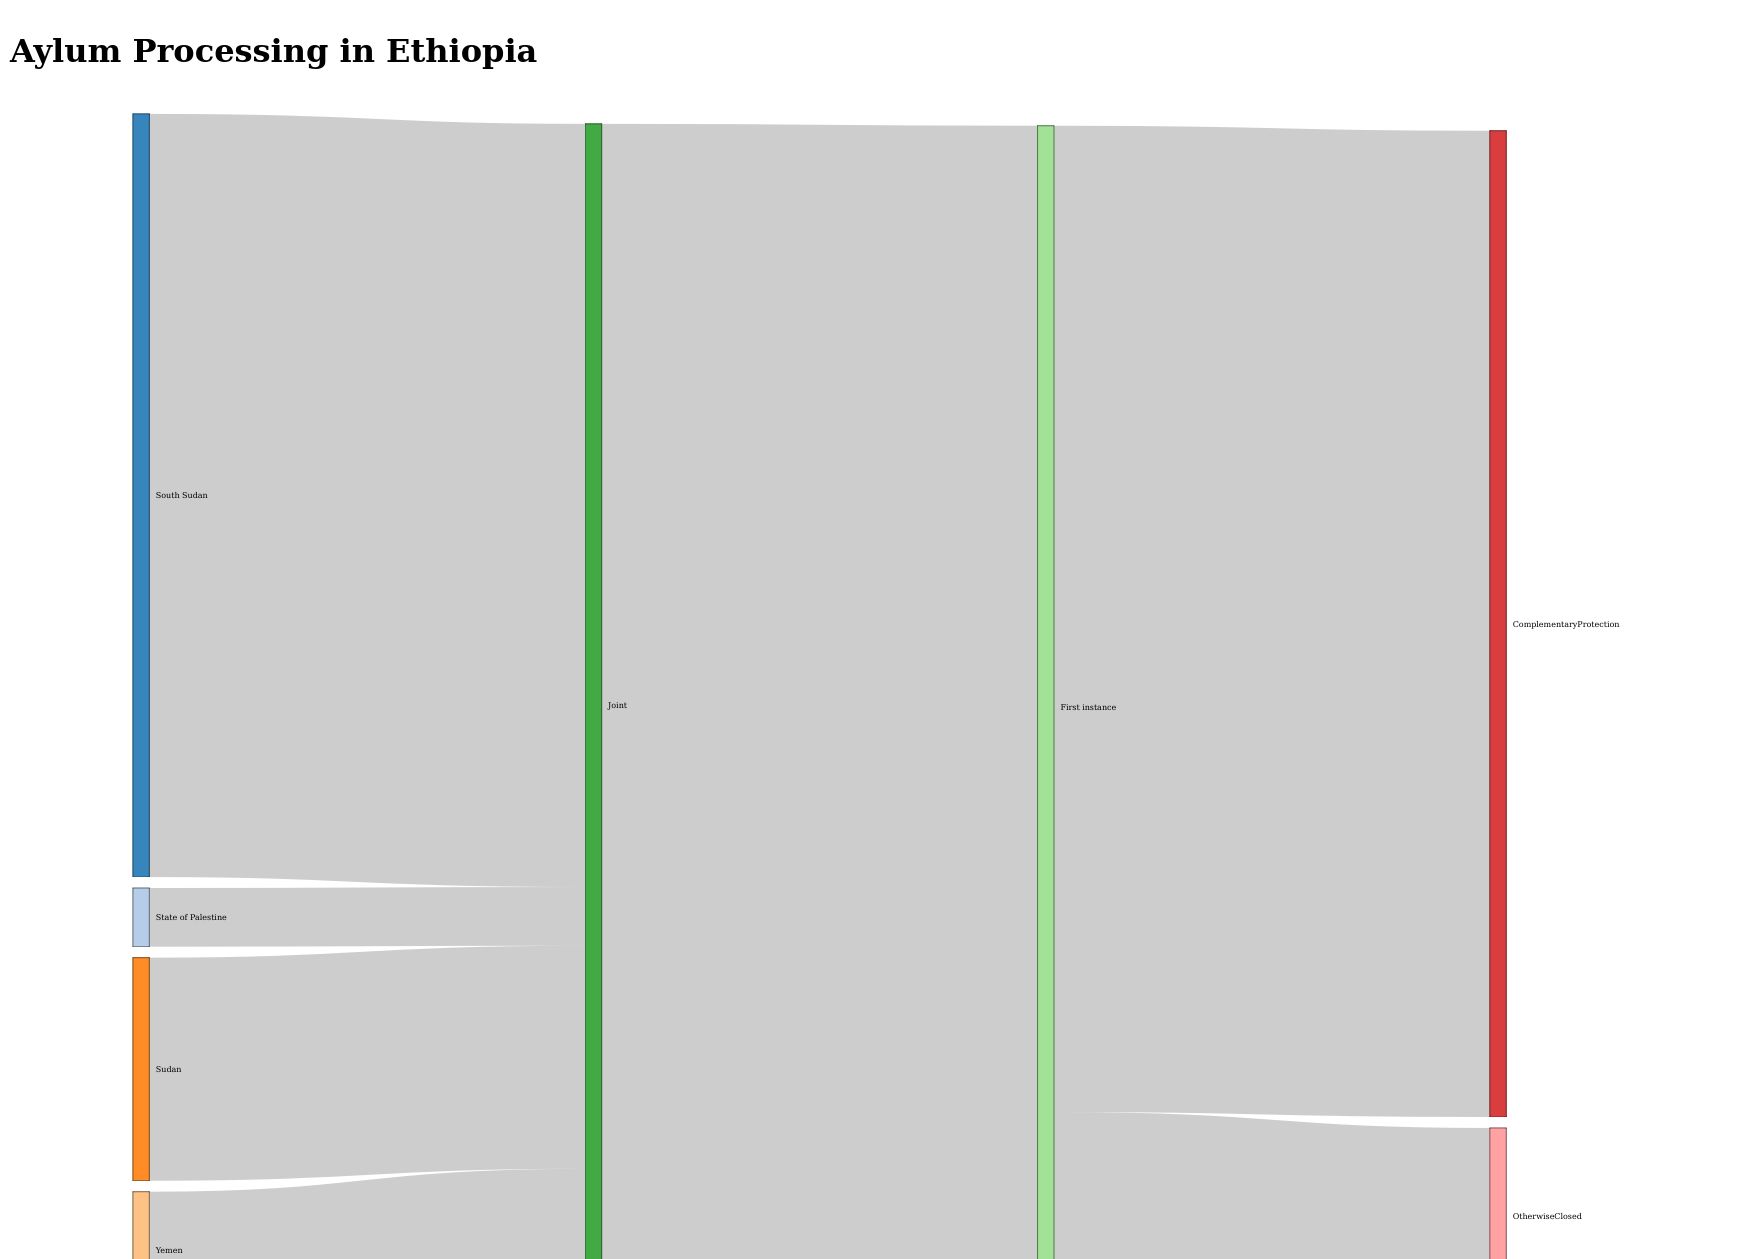 Aylum Processing in Ethiopia
South Sudan
ComplementaryProtection
Joint
First instance
State of Palestine
Sudan
OtherwiseClosed
Yemen